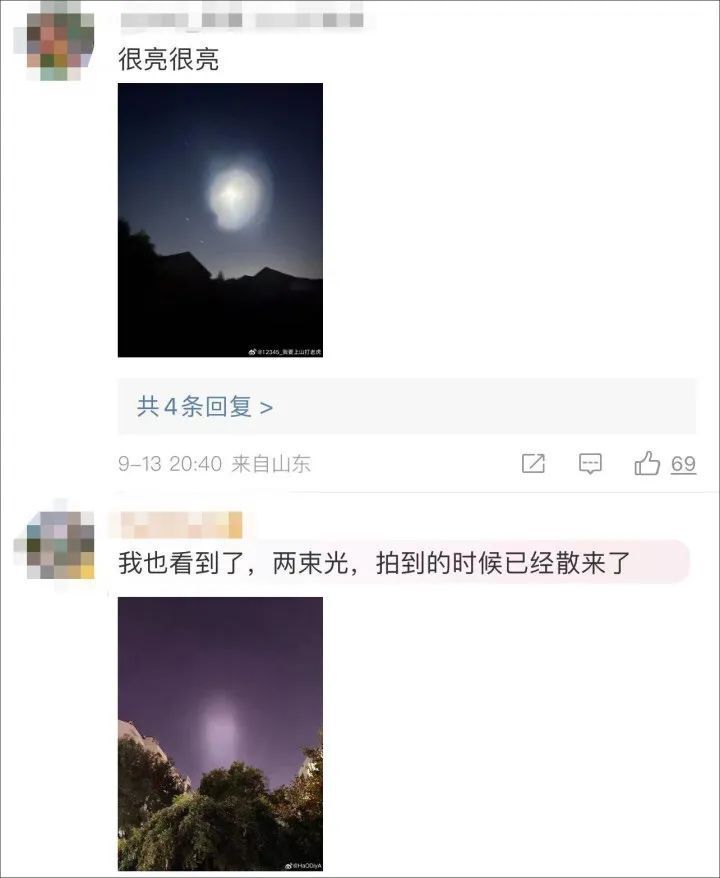 很亮很亮
@12345_我要上山打老虎
共4条回复 >
9-13 20:40 来自山东
69
我也看到了，两束光，拍到的时候已经散来了
@HaODiyA